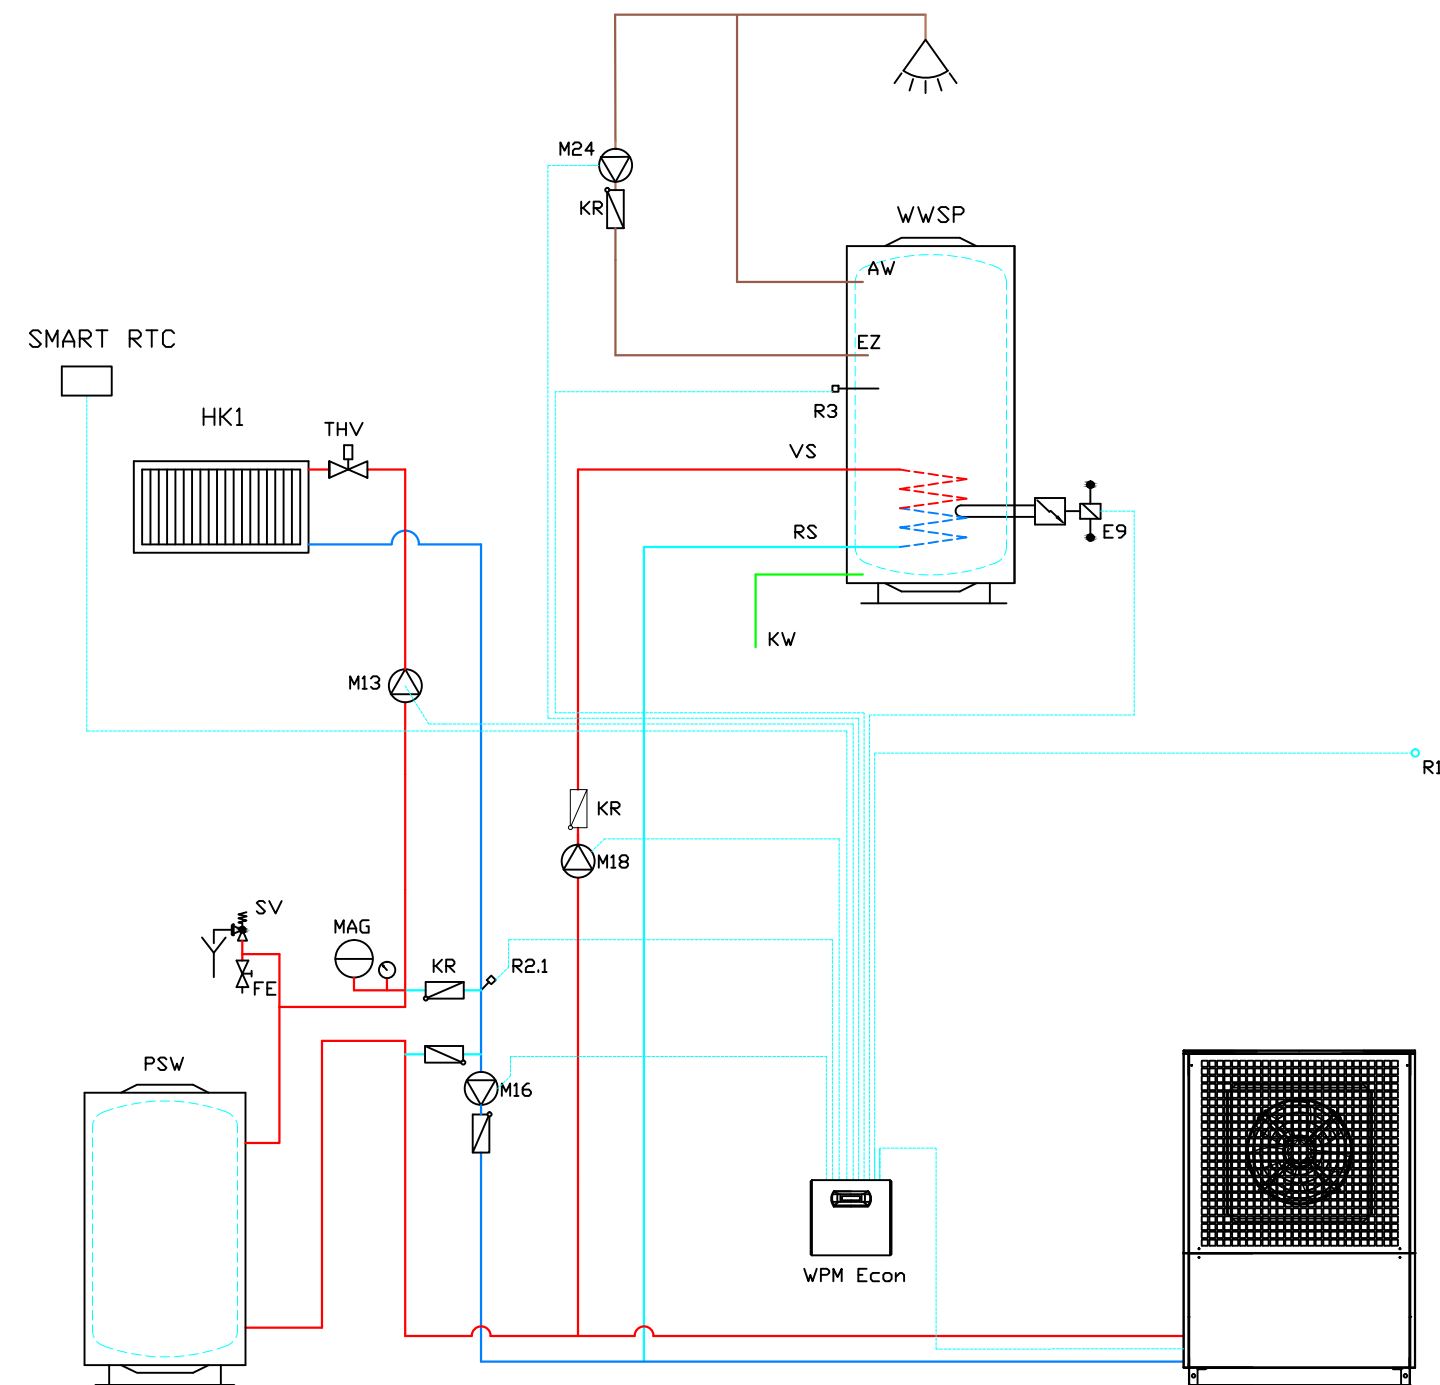 M24
KR
WWSP
AW
EZ
SMART RTC
R3
HK1
THV
VS
RS
E9
KW
M13
R1
KR
M18
SV
MAG
KR
R2.1
FE
PSW
M16
WPM Econ